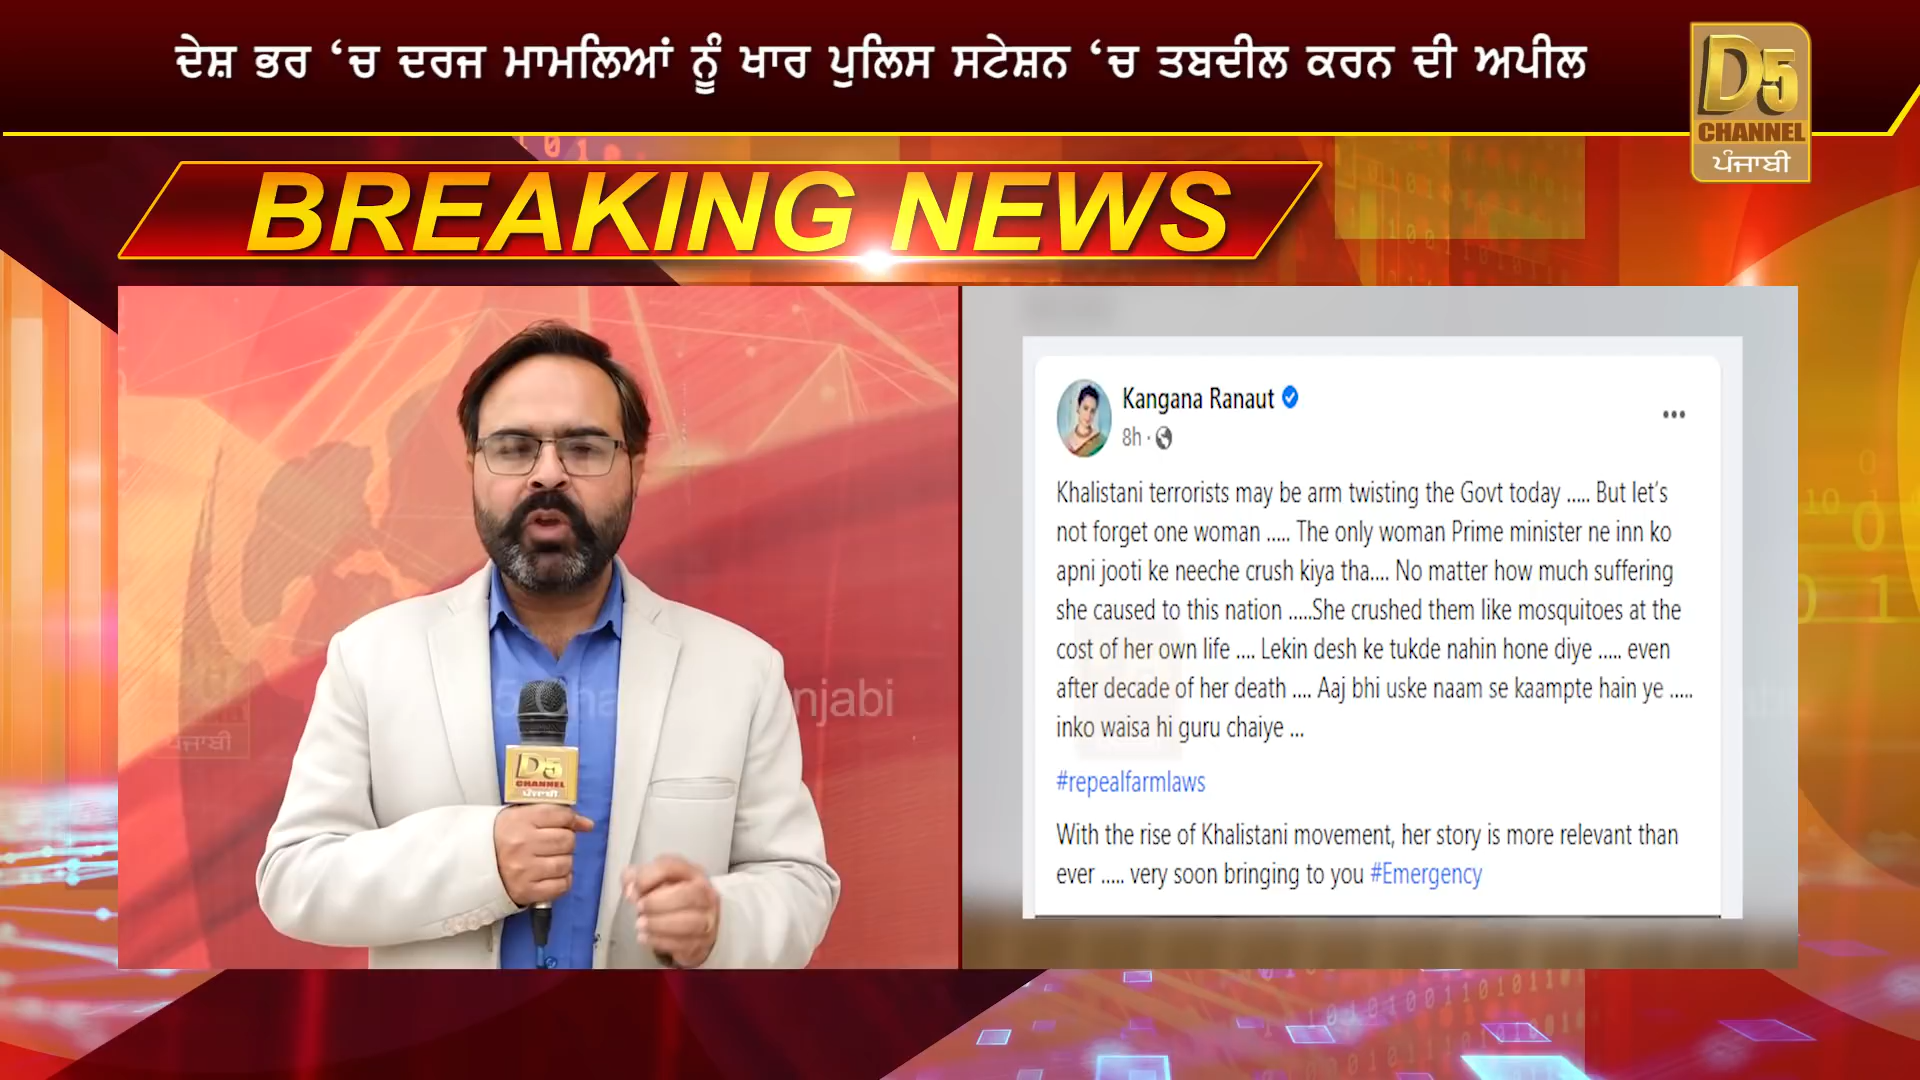 ਦੇਸ਼ ਭਰ ‘ਚ ਦਰਜ ਮਾਮਲਿਆਂ ਨੂੰ ਖਾਰ ਪੁਲਿਸ ਸਟੇਸ਼ਨ ‘ਚ ਤਬਦੀਲ ਕਰਨ ਦੀ ਅਪੀਲ
D5
CHANNEL
ਪੰਜਾਬੀ
BREAKING NEWS
Kangana Ranaut
8h ·
Khalistani terrorists may be arm twisting the Govt today ..... But let's
not forget one woman ..... The only woman Prime minister ne inn ko
apni jooti ke neeche crush kiya tha.... No matter how much suffering
she caused to this nation .....She crushed them like mosquitoes at the
cost of her own life .... Lekin desh ke tukde nahin hone diye ..... even
after decade of her death .... Aaj bhi uske naam se kaampte hain ye .....
inko waisa hi guru chaiye ...
#repealfarmlaws
With the rise of Khalistani movement, her story is more relevant than
ever ..... very soon bringing to you #Emergency
D5
CHANNEL
ਪੰਜਾਬੀ